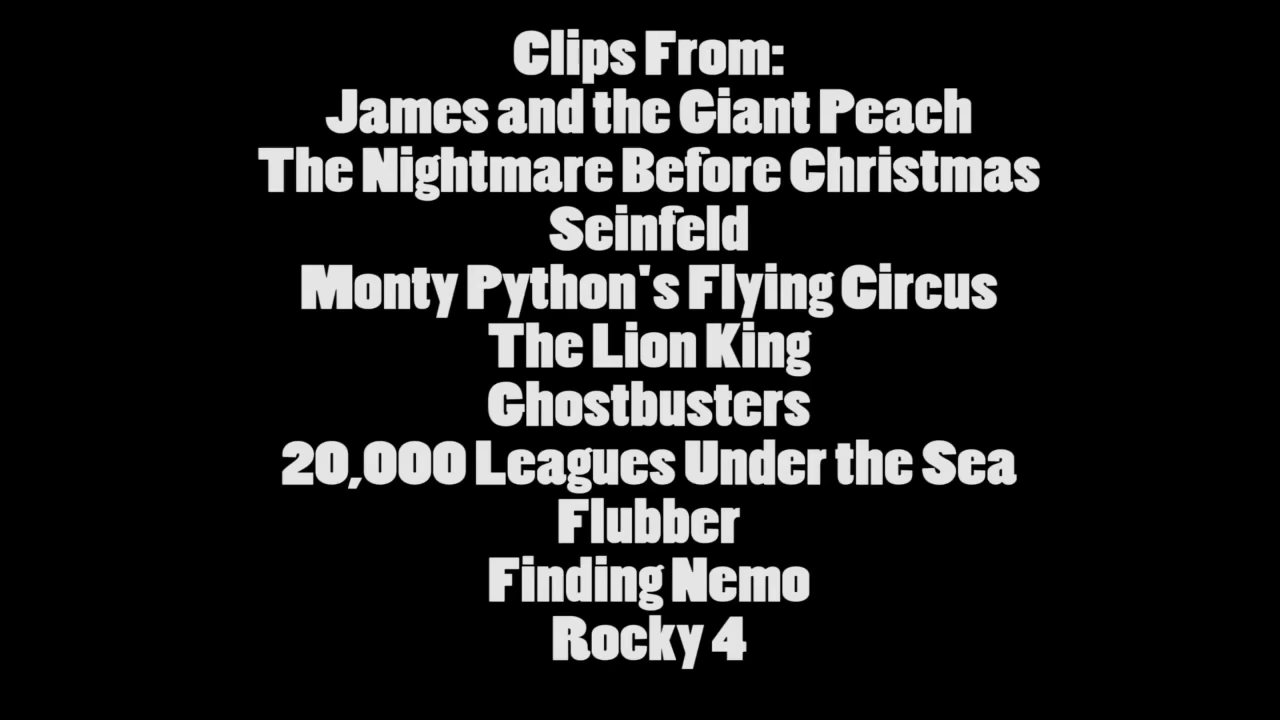 Clips From:
James and the Giant Peach
The Nightmare Before Christmas
Seinfeld
Monty Python's Flying Circus
The Lion King
Ghostbusters
20,000 Leagues Under the Sea
Flubber
Finding Nemo
Rocky 4